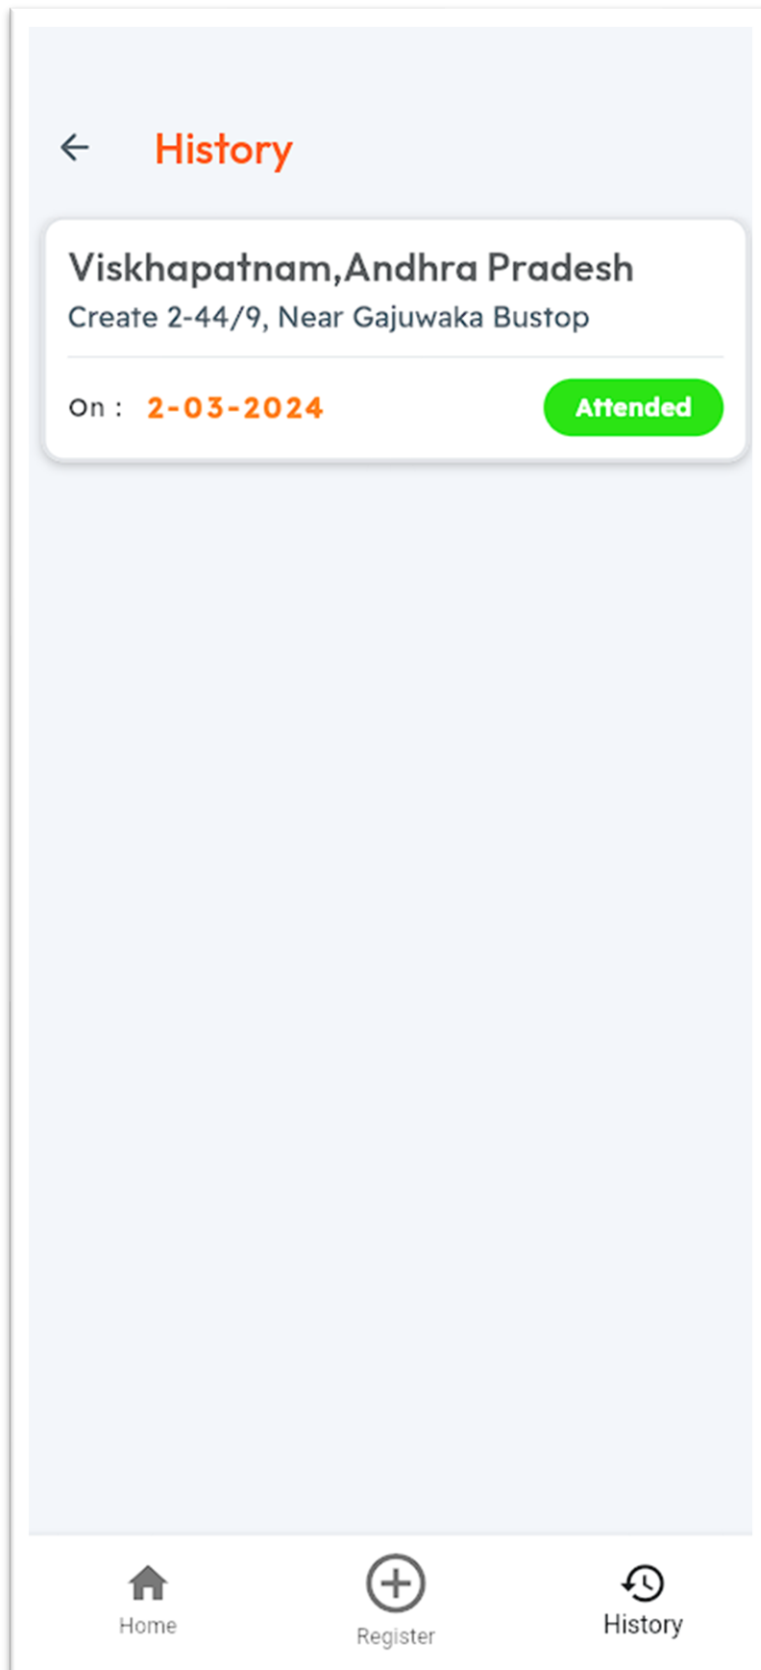 History
Viskhapatnam,Andhra Pradesh
Create 2-44/9, Near Gajuwaka Bustop
On : 2-03-2024 Attended
Home Register History